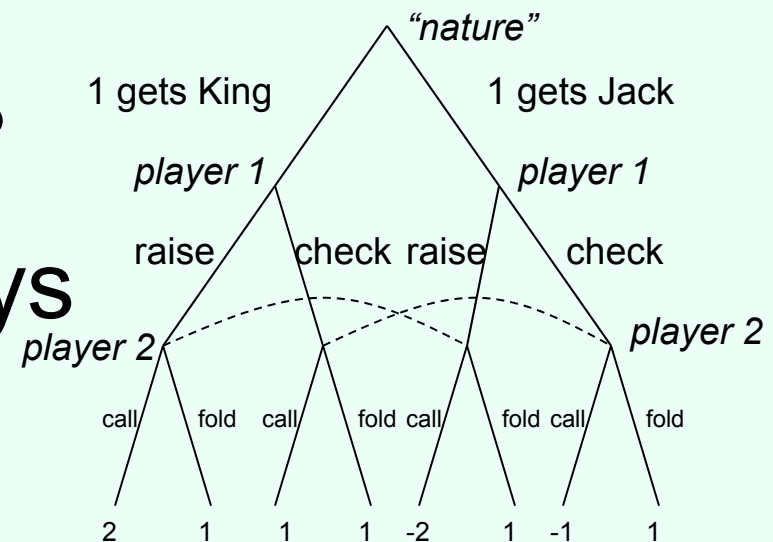 “nature”
1 gets King 1 gets Jack
player 1 player 1
raise check raise check
ys
player 2 player 2
call fold call fold call fold call fold
2 1 1 1 -2 1 -1 1